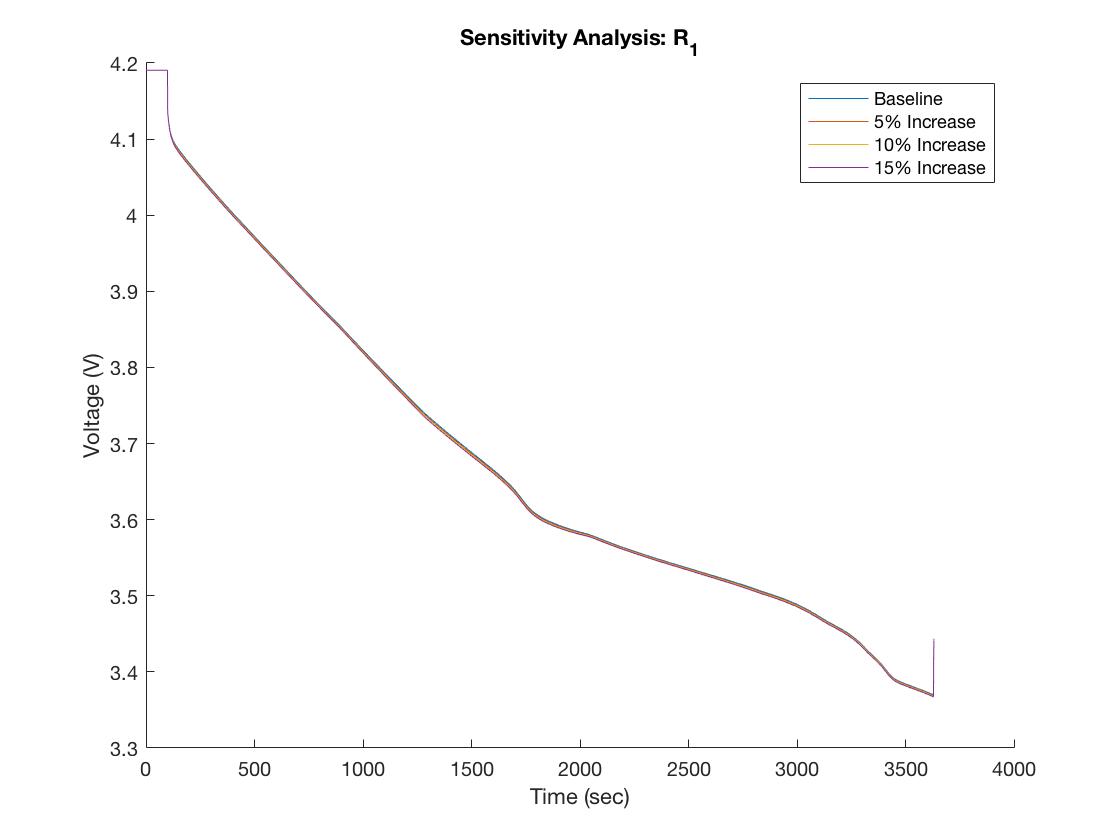 Sensitivity Analysis: R1
Baseline
5% Increase
10% Increase
15% Increase
Voltage (V)
4.2
4.1
4
3.9
3.8
3.7
3.6
3.5
3.4
3.3
0 500 1000 1500 2000 2500 3000 3500 4000
Time (sec)